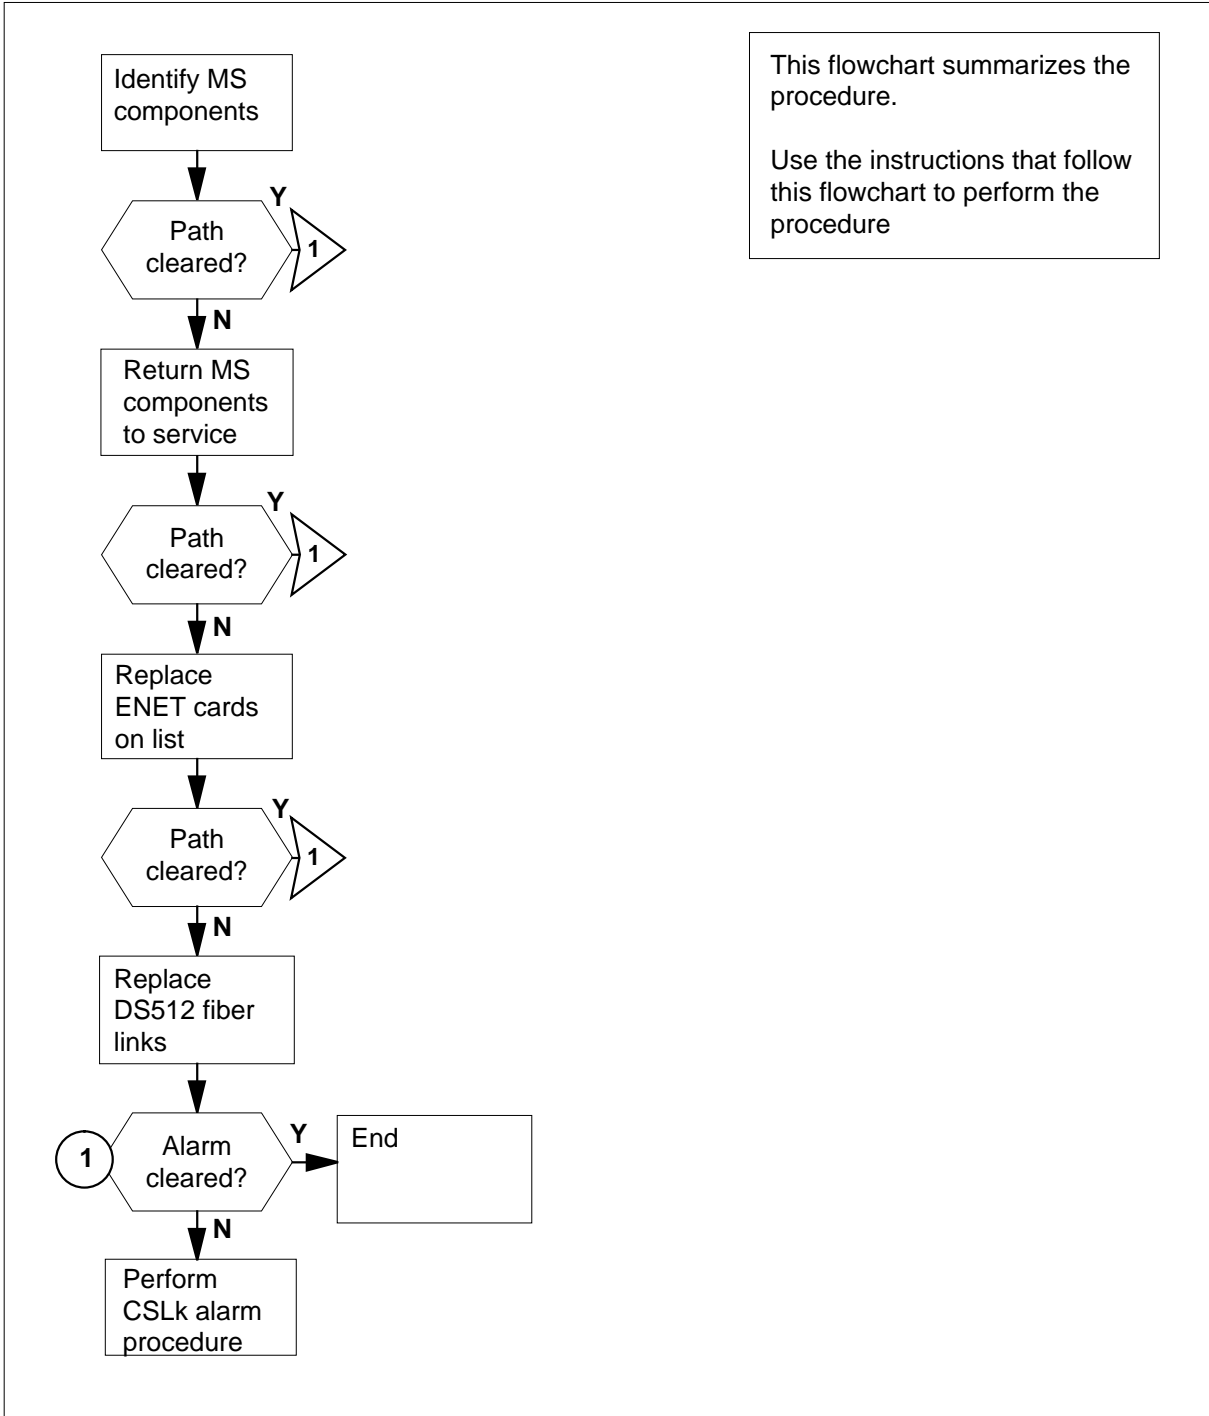 Identify MS
components
This flowchart summarizes the
procedure.
Use the instructions that follow
this flowchart to perform the
procedure
Y
Path
cleared?
1
N
Return MS
components
to service
Y
Path
cleared?
1
N
Replace
ENET cards
on list
Y
Path
cleared?
1
N
Replace
DS512 fiber
links
1
Alarm
cleared?
Y
End
N
Perform
CSLk alarm
procedure